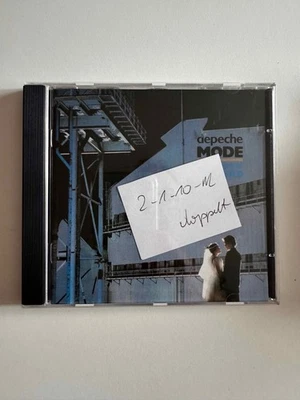 depeche
MODE
2-1-10-M
doppelt